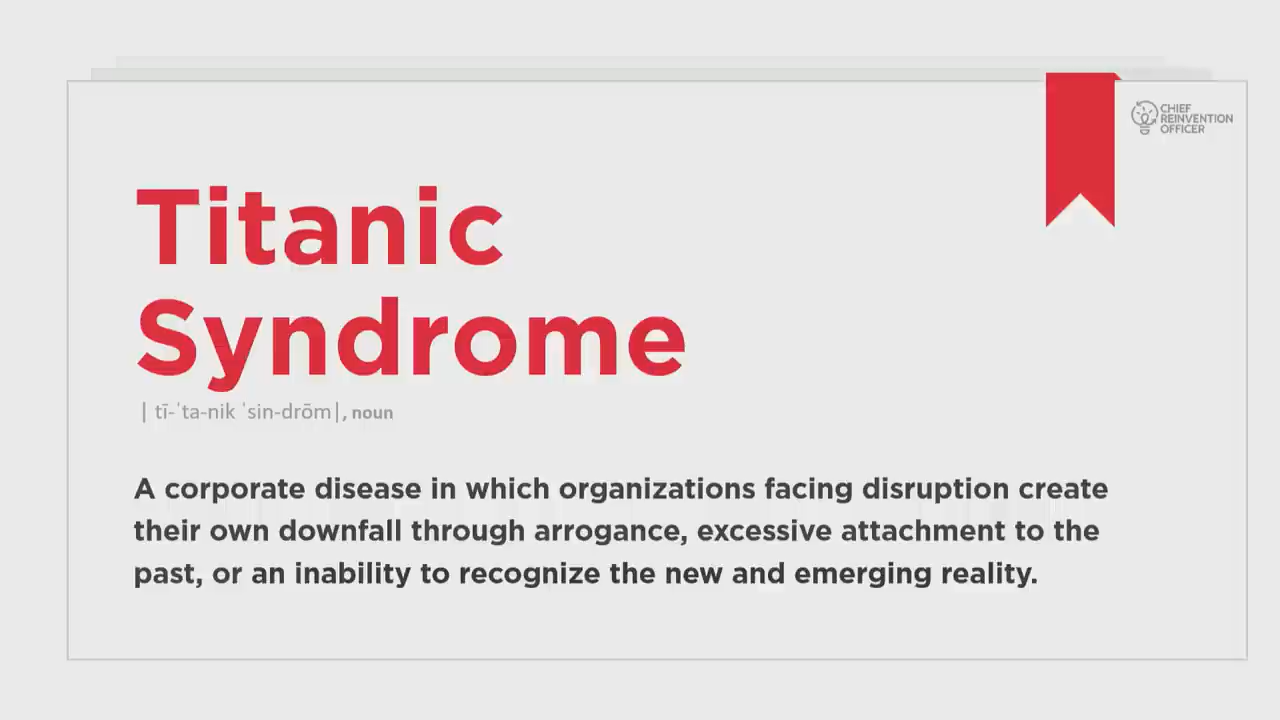 CHIEF
REINVENTION
OFFICER
Titanic
Syndrome
| tī-ˈta-nik ˈsin-drōm|, noun
A corporate disease in which organizations facing disruption create
their own downfall through arrogance, excessive attachment to the
past, or an inability to recognize the new and emerging reality.